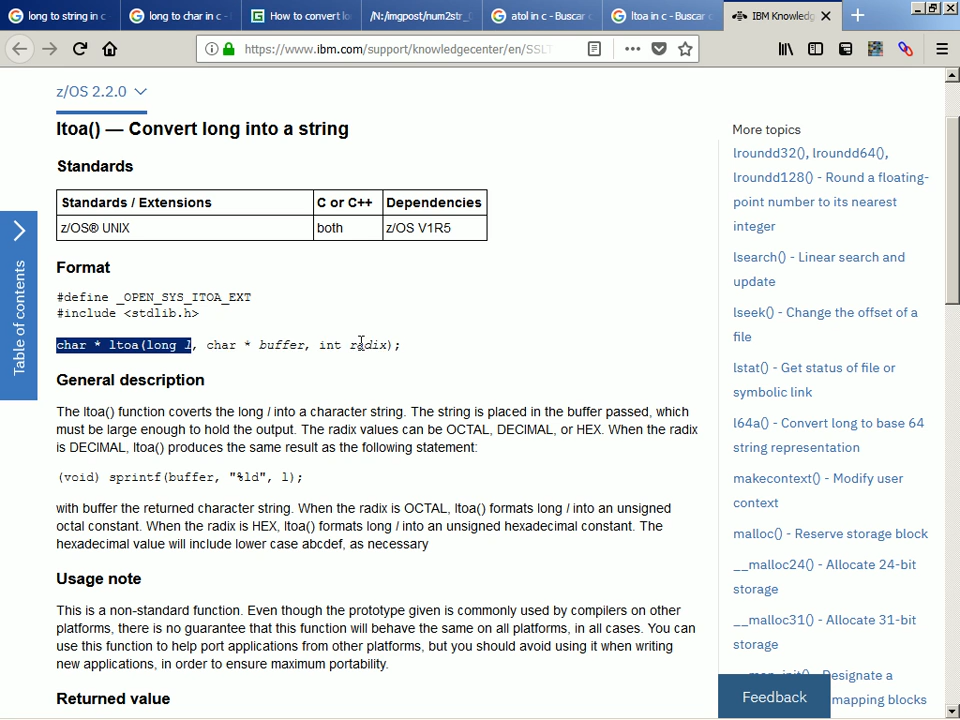 long to string in c
long to char in c -
How to convert lo
/N:/imgpost/num2str_
atol in c - Buscar
ltoa in c - Buscar c
IBM Knowledg
https://www.ibm.com/support/knowledgecenter/en/SSLT
z/OS 2.2.0
ltoa() — Convert long into a string
Standards
Standards / Extensions C or C++ Dependencies
z/OS® UNIX both z/OS V1R5
Format
#define _OPEN_SYS_ITOA_EXT
#include <stdlib.h>
char * ltoa(long l, char * buffer, int radix);
General description
The ltoa() function coverts the long l into a character string. The string is placed in the buffer passed, which
must be large enough to hold the output. The radix values can be OCTAL, DECIMAL, or HEX. When the radix
is DECIMAL, ltoa() produces the same result as the following statement:
(void) sprintf(buffer, "%ld", l);
with buffer the returned character string. When the radix is OCTAL, ltoa() formats long l into an unsigned
octal constant. When the radix is HEX, ltoa() formats long l into an unsigned hexadecimal constant. The
hexadecimal value will include lower case abcdef, as necessary
Usage note
This is a non-standard function. Even though the prototype given is commonly used by compilers on other
platforms, there is no guarantee that this function will behave the same on all platforms, in all cases. You can
use this function to help port applications from other platforms, but you should avoid using it when writing
new applications, in order to ensure maximum portability.
Returned value
Table of contents
More topics
lroundd32(), lroundd64(),
lroundd128() - Round a floating-
point number to its nearest
integer
lsearch() - Linear search and
update
lseek() - Change the offset of a
file
lstat() - Get status of file or
symbolic link
l64a() - Convert long to base 64
string representation
makecontext() - Modify user
context
malloc() - Reserve storage block
__malloc24() - Allocate 24-bit
storage
__malloc31() - Allocate 31-bit
storage
Designate a
mapping blocks
Feedback